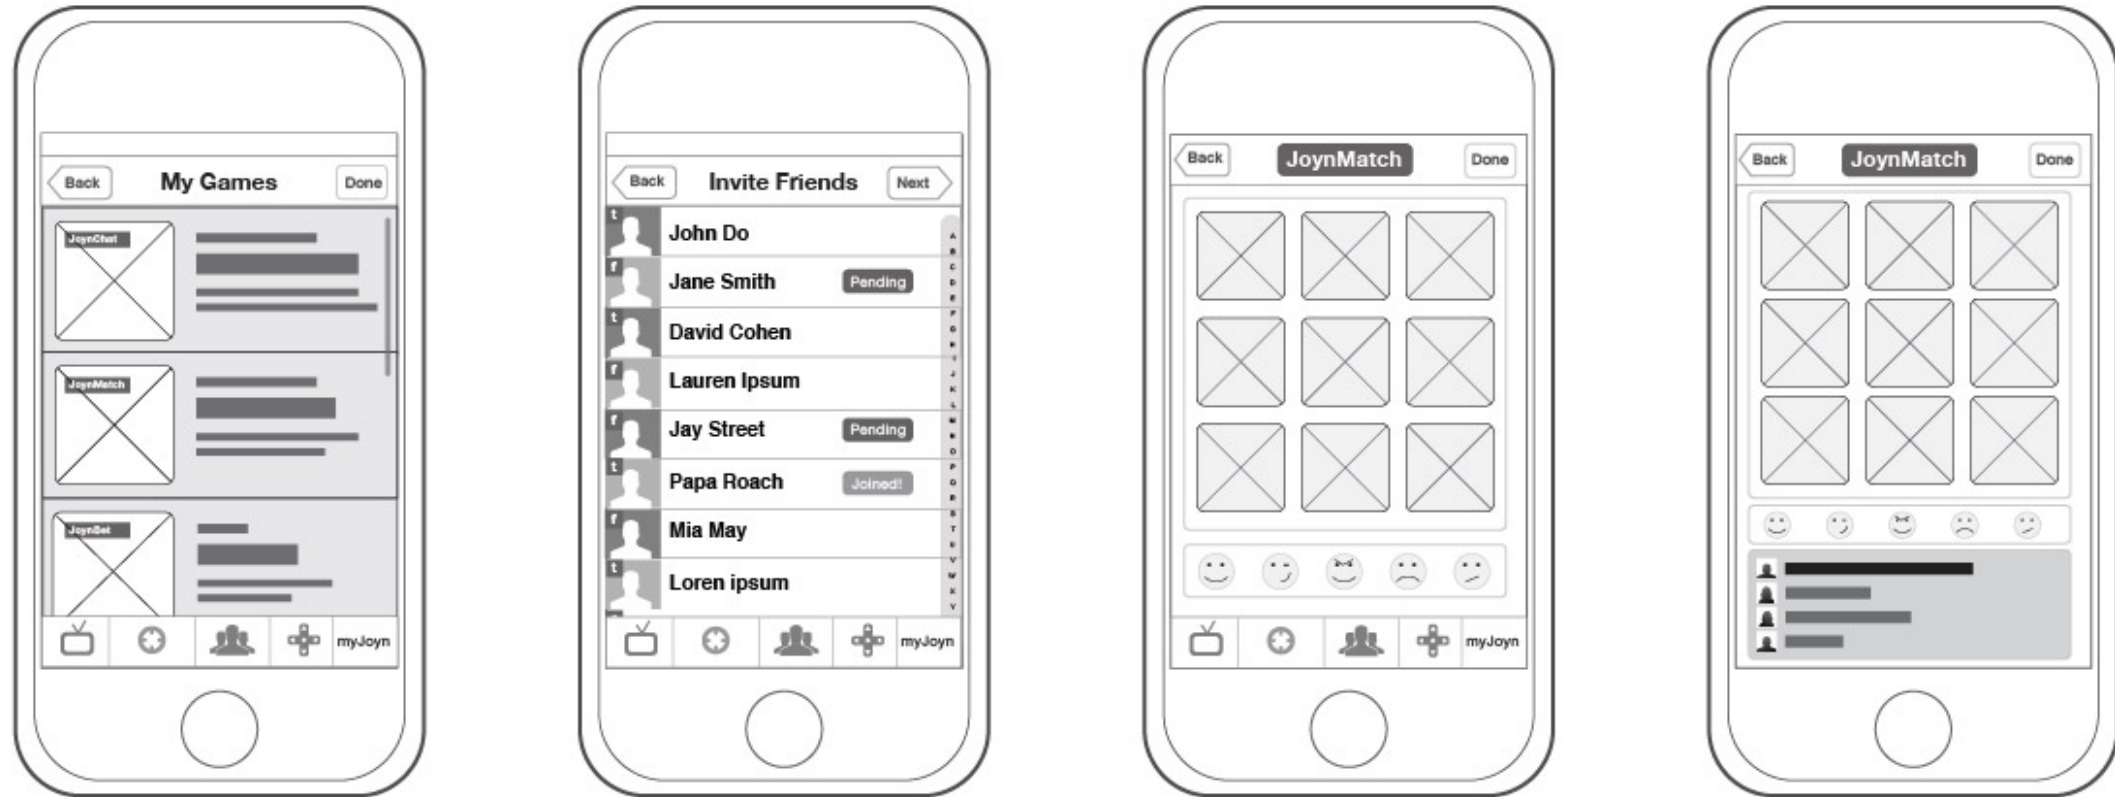 Back My Games Done
JoynChat
JoynMatch
JoynBet
myJoyn
Back Invite Friends Next
t John Do
f Jane Smith Pending
t David Cohen
f Lauren Ipsum
f Jay Street Pending
t Papa Roach Joined!
f Mia May
t Loren ipsum
A
B
C
D
E
F
G
H
I
J
K
L
M
N
O
P
Q
R
S
T
U
V
W
X
Y
myJoyn
Back JoynMatch Done
myJoyn
Back JoynMatch Done